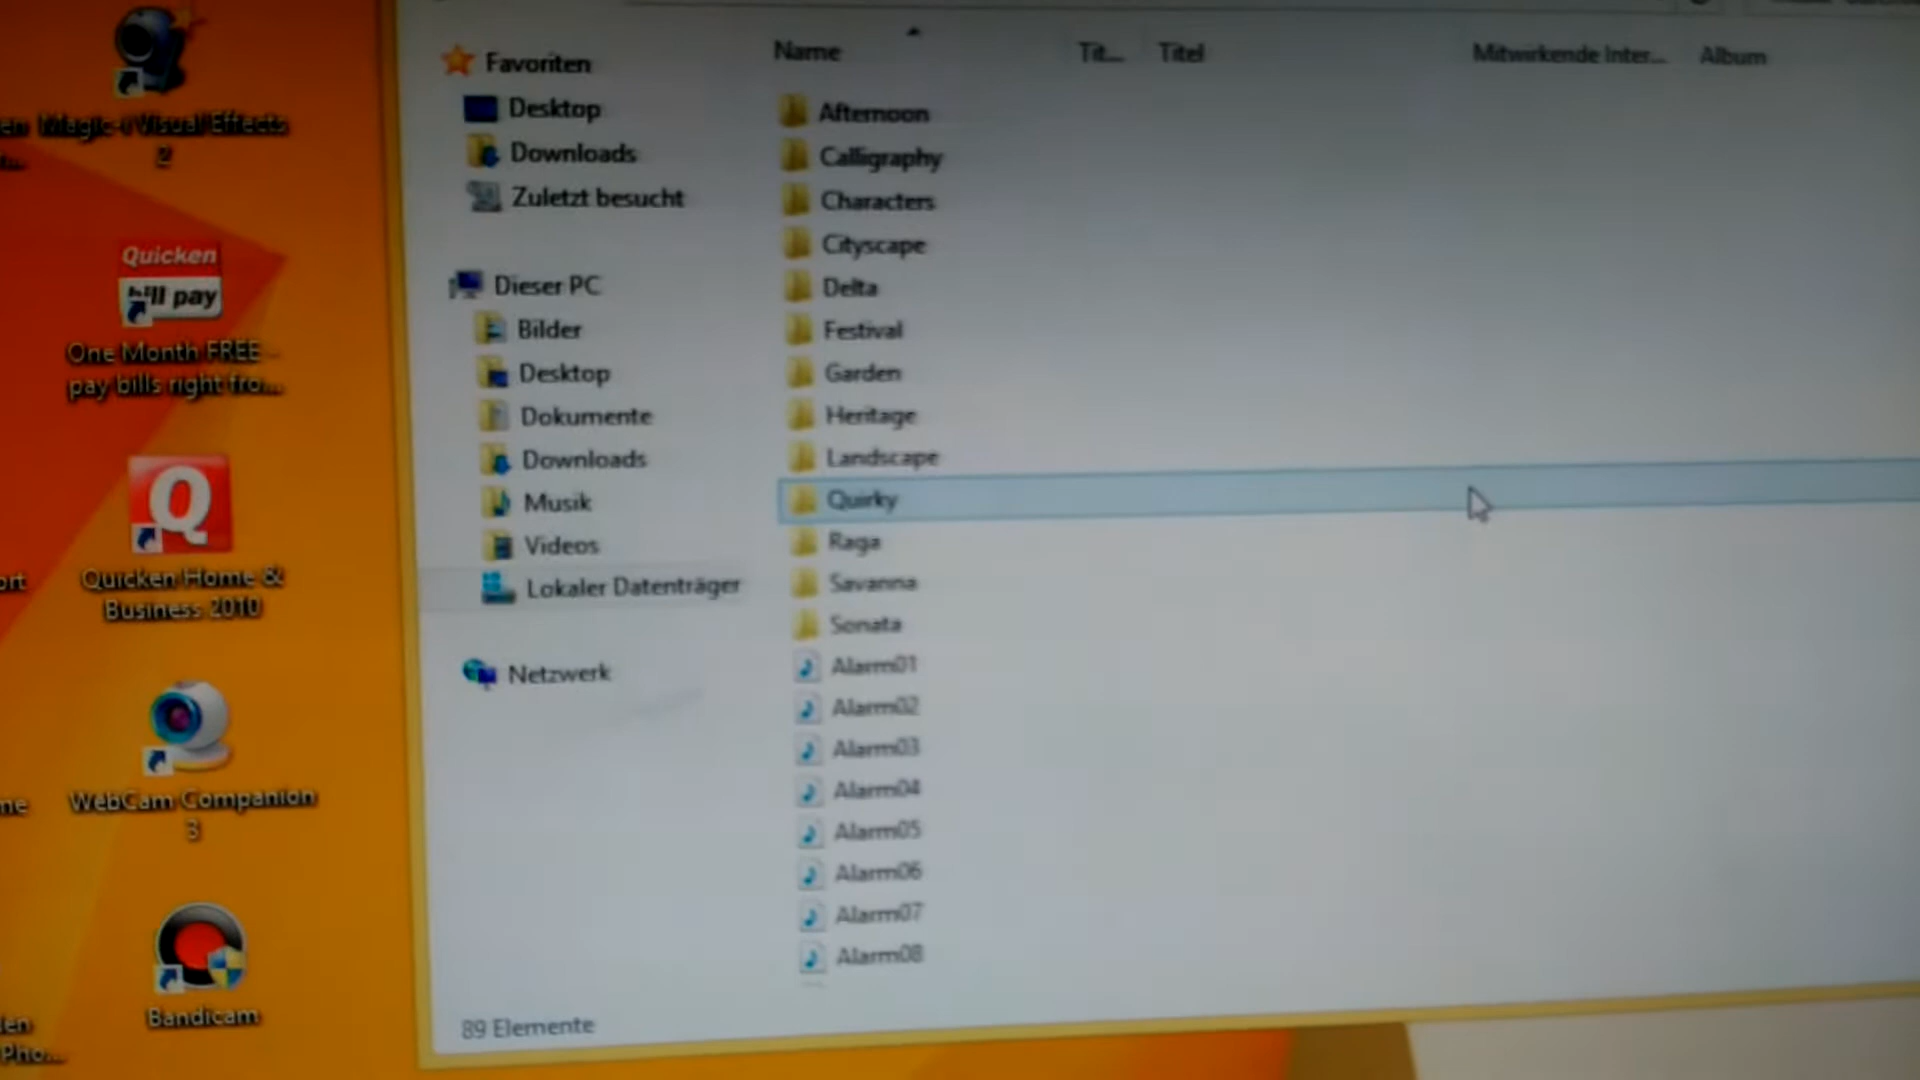 Magic-i Visual Effects
2
Quicken
bill pay
One Month FREE -
pay bills right fro...
Q
Quicken Home &
Business 2010
WebCam Companion
3
Bandicam
Pho...
Favoriten
Desktop
Downloads
Zuletzt besucht
Dieser PC
Bilder
Desktop
Dokumente
Downloads
Musik
Videos
Lokaler Datenträger
Netzwerk
Name
Tit...
Titel
Mitwirkende Inter...
Album
Afternoon
Calligraphy
Characters
Cityscape
Delta
Festival
Garden
Heritage
Landscape
Quirky
Raga
Savanna
Sonata
Alarm01
Alarm02
Alarm03
Alarm04
Alarm05
Alarm06
Alarm07
Alarm08
89 Elemente